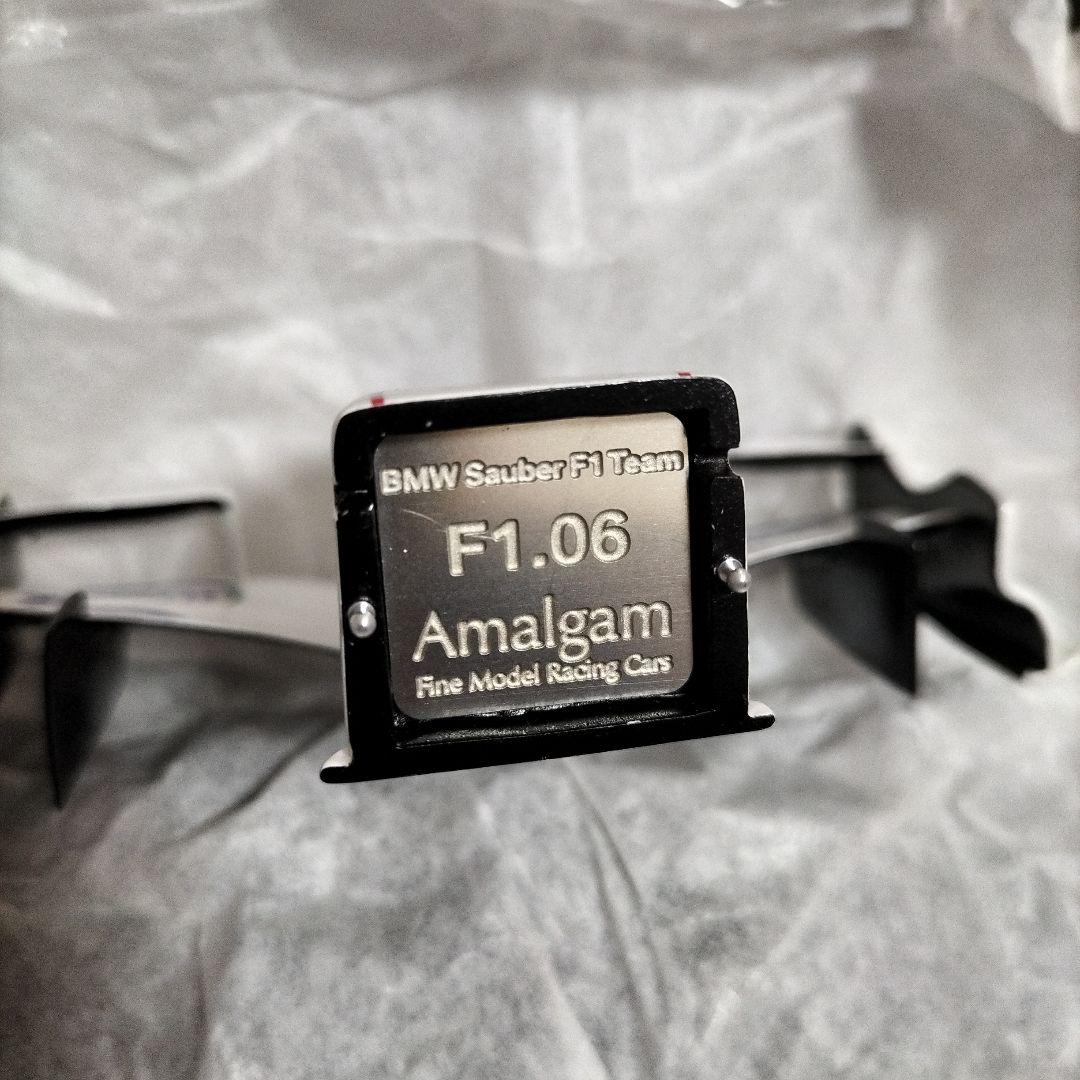 BMW Sauber F1 Team
F1.06
Amalgam
Fine Model Racing Cars